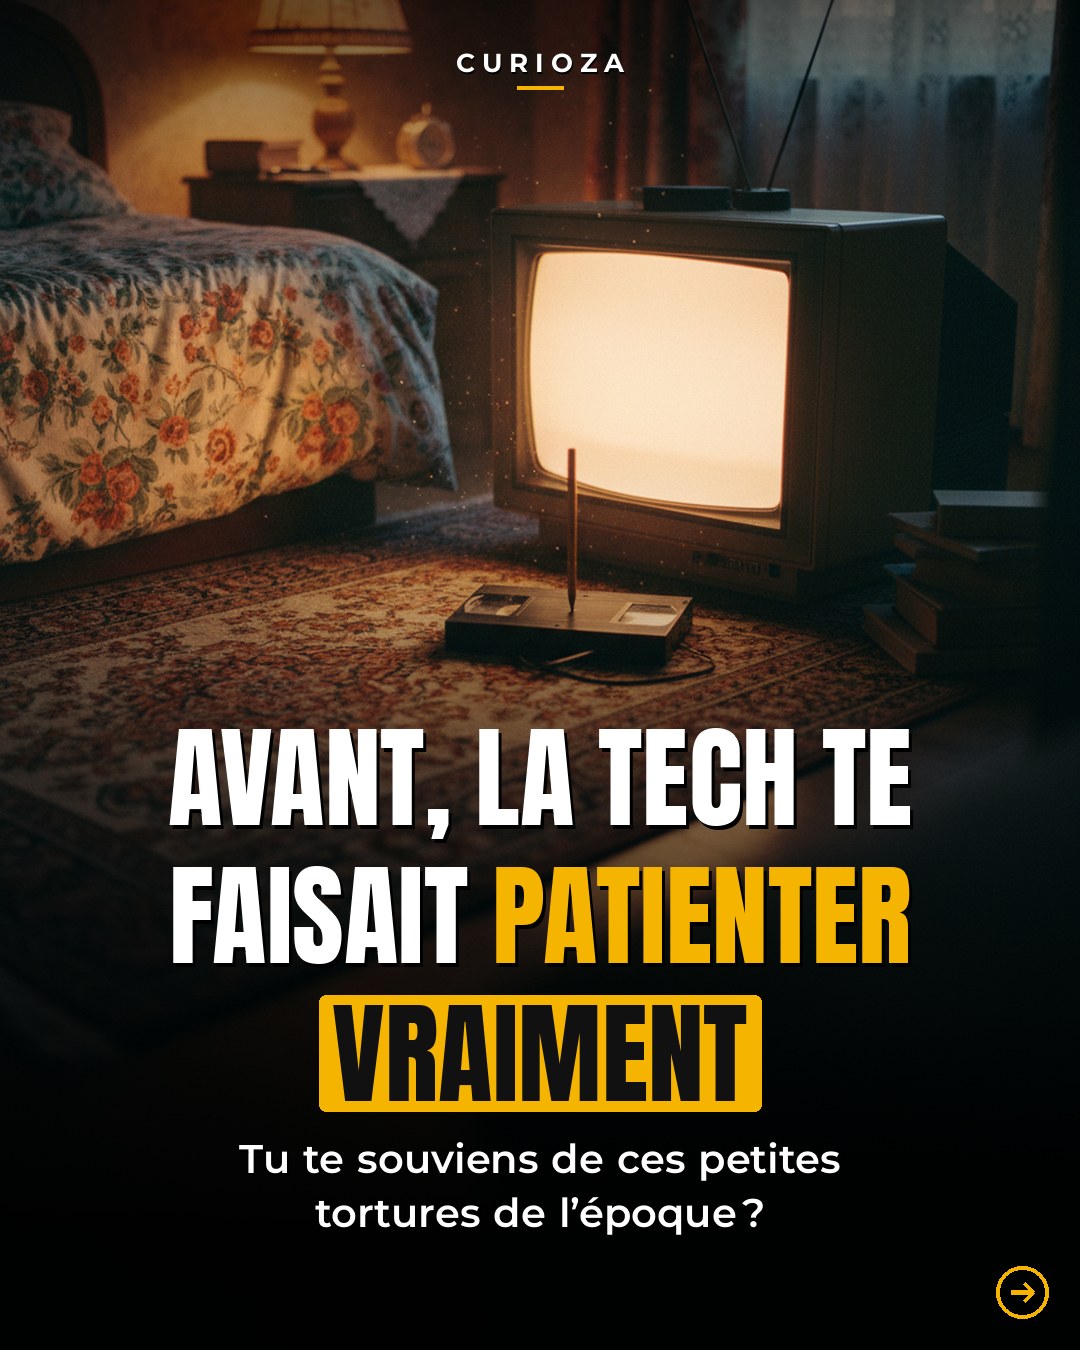 CURIOZA
AVANT, LA TECH TE
FAISAIT PATIENTER
VRAIMENT
Tu te souviens de ces petites
tortures de l’époque ?